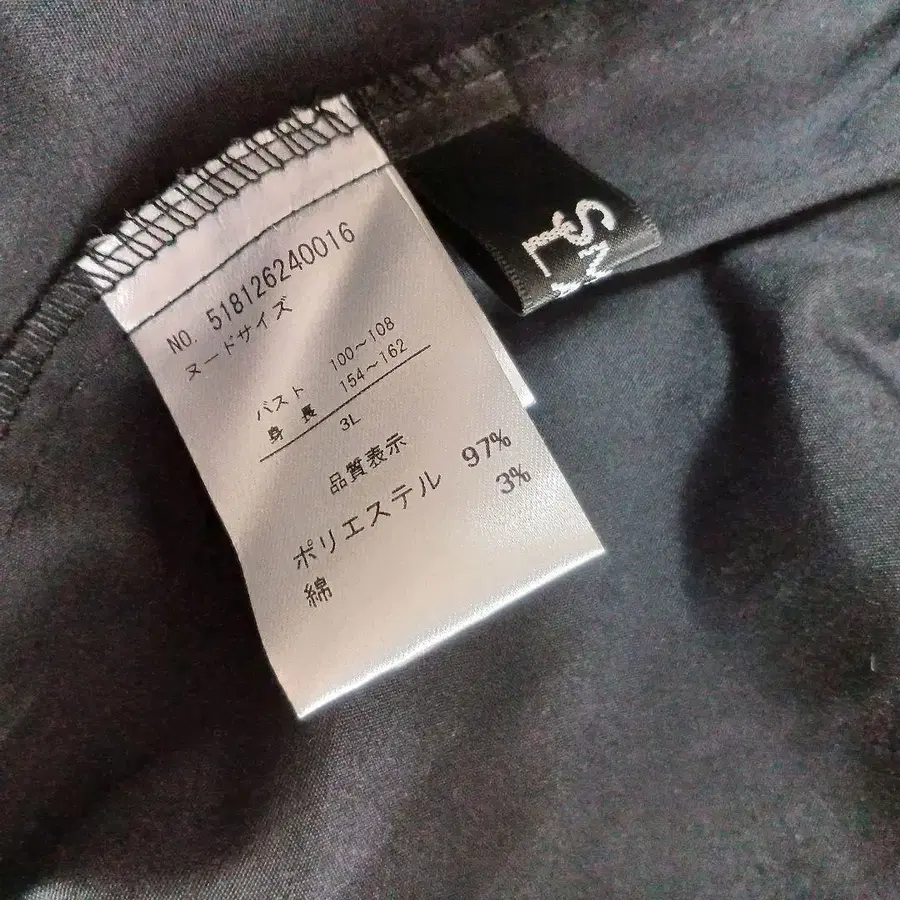 NO. 518126240016
ヌードサイズ
バスト 100～108
身長 154～162
3L
品質表示
ポリエステル 97%
綿 3%